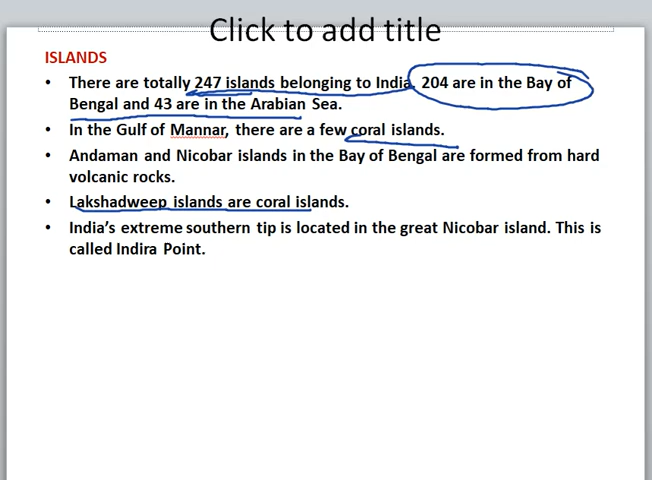 Click to add title
ISLANDS
• There are totally 247 islands belonging to India. 204 are in the Bay of
Bengal and 43 are in the Arabian Sea.
• In the Gulf of Mannar, there are a few coral islands.
• Andaman and Nicobar islands in the Bay of Bengal are formed from hard
volcanic rocks.
• Lakshadweep islands are coral islands.
• India's extreme southern tip is located in the great Nicobar island. This is
called Indira Point.